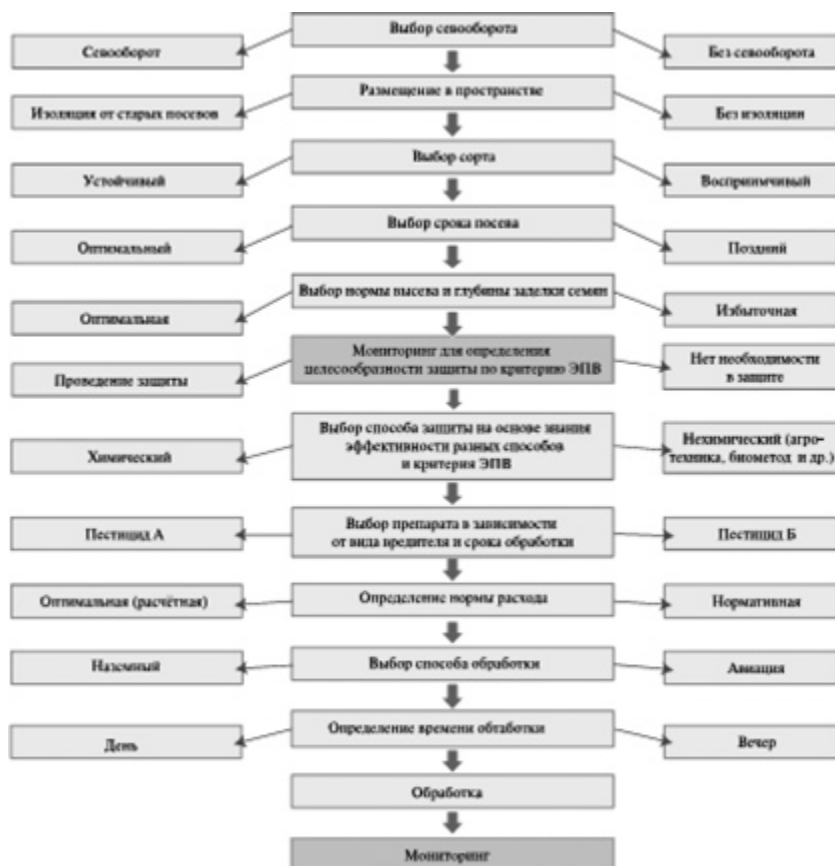 Выбор севооборота
Севооборот
Без севооборота
Размещение в пространстве
Изоляция от старых посевов
Без изоляции
Выбор сорта
Устойчивый
Восприимчивый
Выбор срока посева
Оптимальный
Поздний
Выбор нормы высева и глубины заделки семян
Оптимальная
Избыточная
Мониторинг для определения
целесообразности защиты по критерию ЭПВ
Проведение защиты
Нет необходимости
в защите
Выбор способа защиты на основе знания
эффективности разных способов
и критерия ЭПВ
Химический
Нехимический (агро-
техника, биометод и др.)
Выбор препарата в зависимости
от вида вредителя и срока обработки
Пестицид А
Пестицид Б
Определение нормы расхода
Оптимальная (расчётная)
Нормативная
Выбор способа обработки
Наземный
Авиация
Определение времени обтаботки
День
Вечер
Обработка
Мониторинг